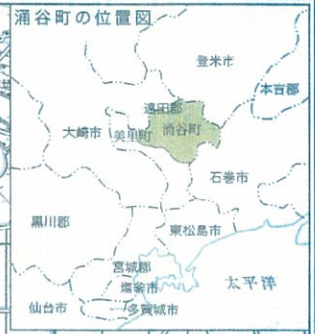 涌谷町の位置図
登米市
本吉郡
遠田郡
涌谷町
大崎市
美里町
石巻市
黒川郡
東松島市
宮城郡
塩釜市
太平洋
仙台市
多賀城市